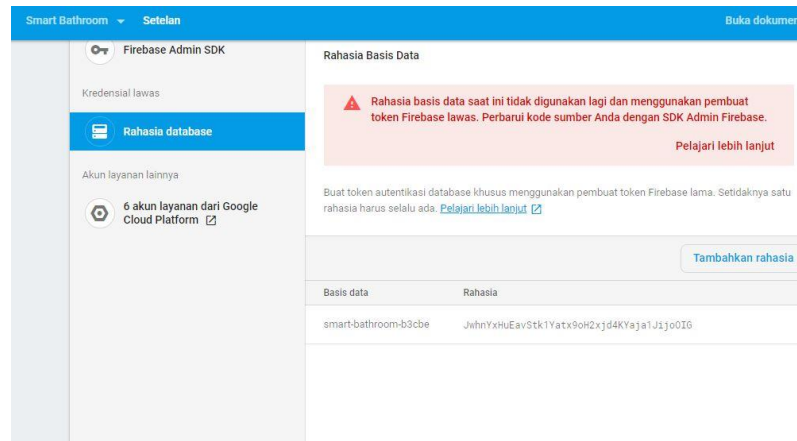 Smart Bathroom Setelan Buka dokumen
Firebase Admin SDK
Kredensial lawas
Rahasia database
Akun layanan lainnya
6 akun layanan dari Google
Cloud Platform
Rahasia Basis Data
Rahasia basis data saat ini tidak digunakan lagi dan menggunakan pembuat
token Firebase lawas. Perbarui kode sumber Anda dengan SDK Admin Firebase.
Pelajari lebih lanjut
Buat token autentikasi database khusus menggunakan pembuat token Firebase lama. Setidaknya satu
rahasia harus selalu ada. Pelajari lebih lanjut
Tambahkan rahasia
Basis data Rahasia
smart-bathroom-b3cbe JwhnYxHuEavStk1Yatx9oH2xjd4KYaja1JijoOIG